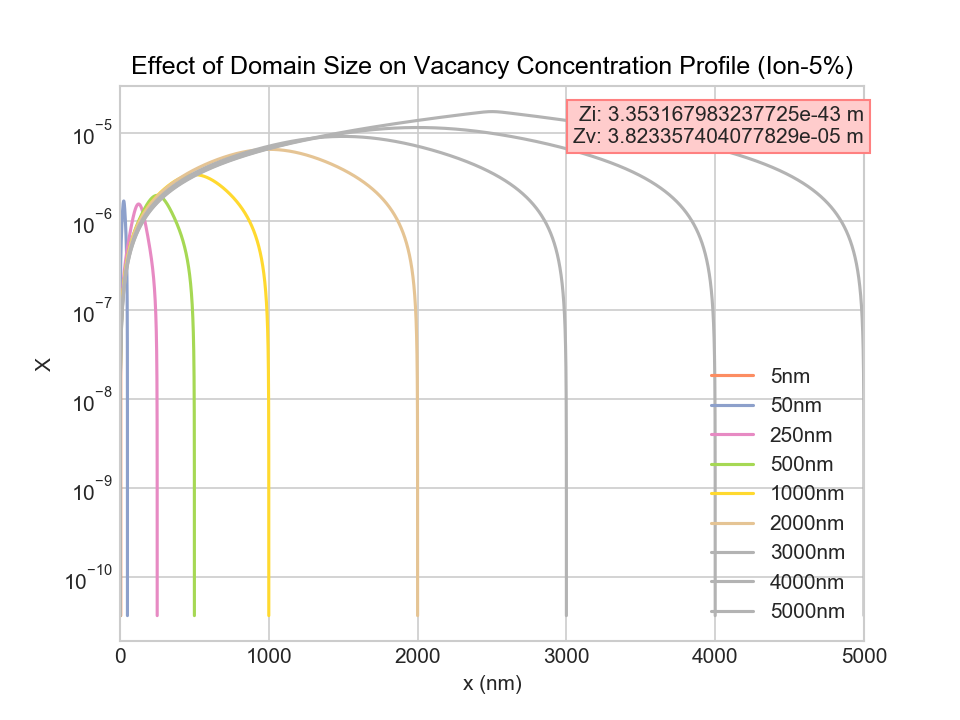 Effect of Domain Size on Vacancy Concentration Profile (Ion-5%)
Zi: 3.353167983237725e-43 m
Zv: 3.823357404077829e-05 m
10−5
10−6
10−7
10−8
10−9
10−10
X
5nm
50nm
250nm
500nm
1000nm
2000nm
3000nm
4000nm
5000nm
0 1000 2000 3000 4000 5000
x (nm)